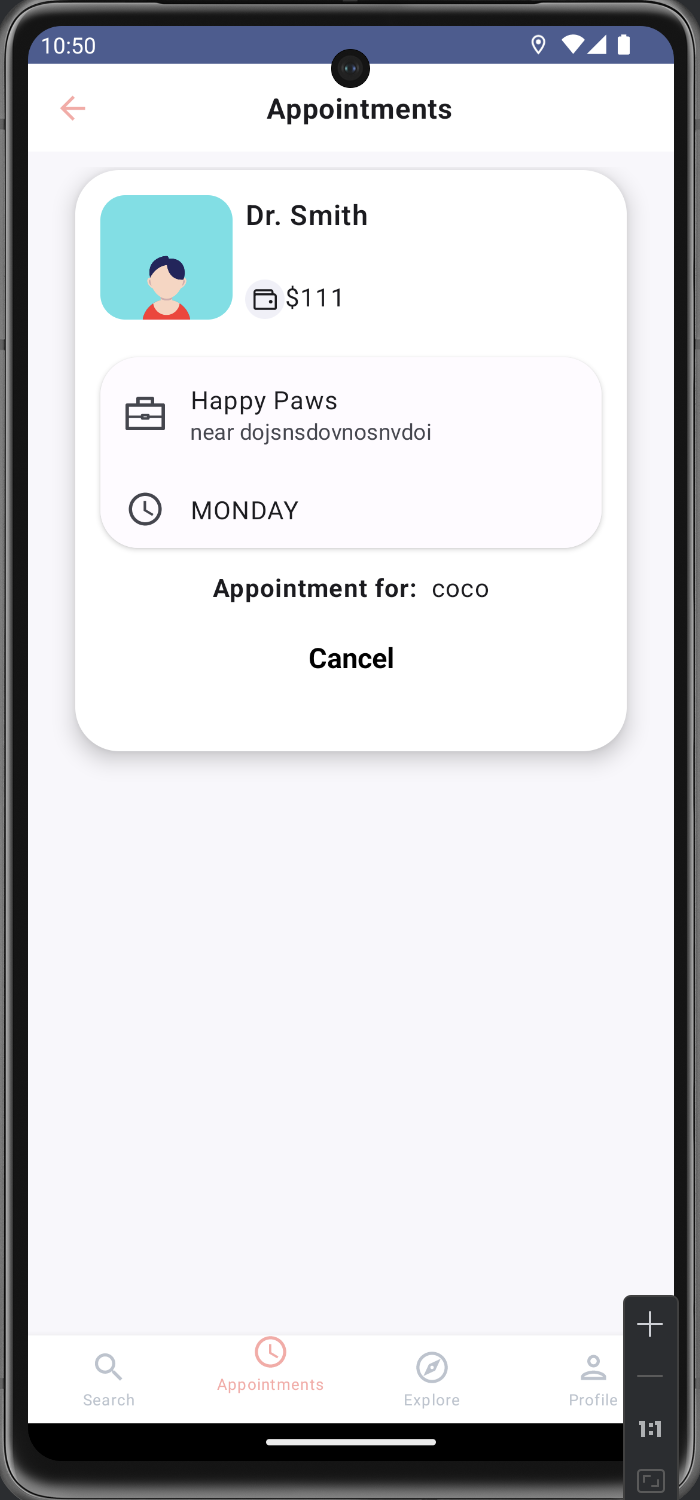 10:50
Appointments
Dr. Smith
$111
Happy Paws
near dojsnsdovnosnvdoi
MONDAY
Appointment for: coco
Cancel
Search
Appointments
Explore
Profile
1:1